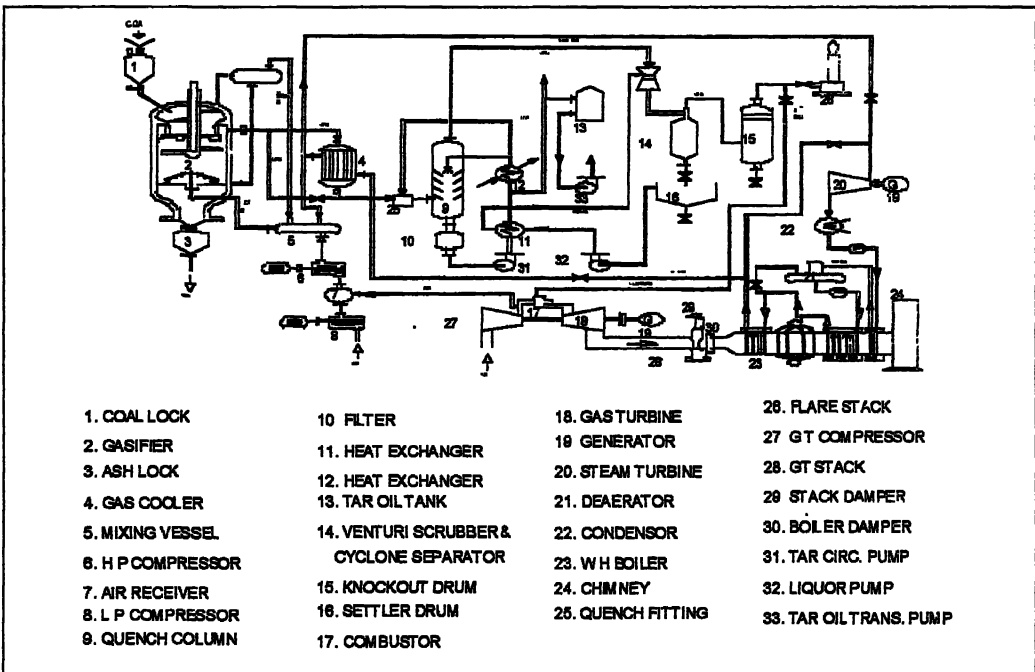 COAL
1
2
3
4
5
6
8
9
10
11
12
13
14
15
16
17
18
19
20
19
22
23
24
25
26
27
28
29
30
31
32
33
1. COAL LOCK
2. GASIFIER
3. ASH LOCK
4. GAS COOLER
5. MIXING VESSEL
6. H P COMPRESSOR
7. AIR RECEIVER
8. L P COMPRESSOR
9. QUENCH COLUMN
10 FILTER
11. HEAT EXCHANGER
12. HEAT EXCHANGER
13. TAR OIL TANK
14. VENTURI SCRUBBER &
CYCLONE SEPARATOR
15. KNOCKOUT DRUM
16. SETTLER DRUM
17. COMBUSTOR
18. GAS TURBINE
19 GENERATOR
20. STEAM TURBINE
21. DEAERATOR
22. CONDENSOR
23. W H BOILER
24. CHIMNEY
25. QUENCH FITTING
26. FLARE STACK
27 G T COMPRESSOR
28. GT STACK
29 STACK DAMPER
30. BOILER DAMPER
31. TAR CIRC. PUMP
32. LIQUOR PUMP
33. TAR OIL TRANS. PUMP